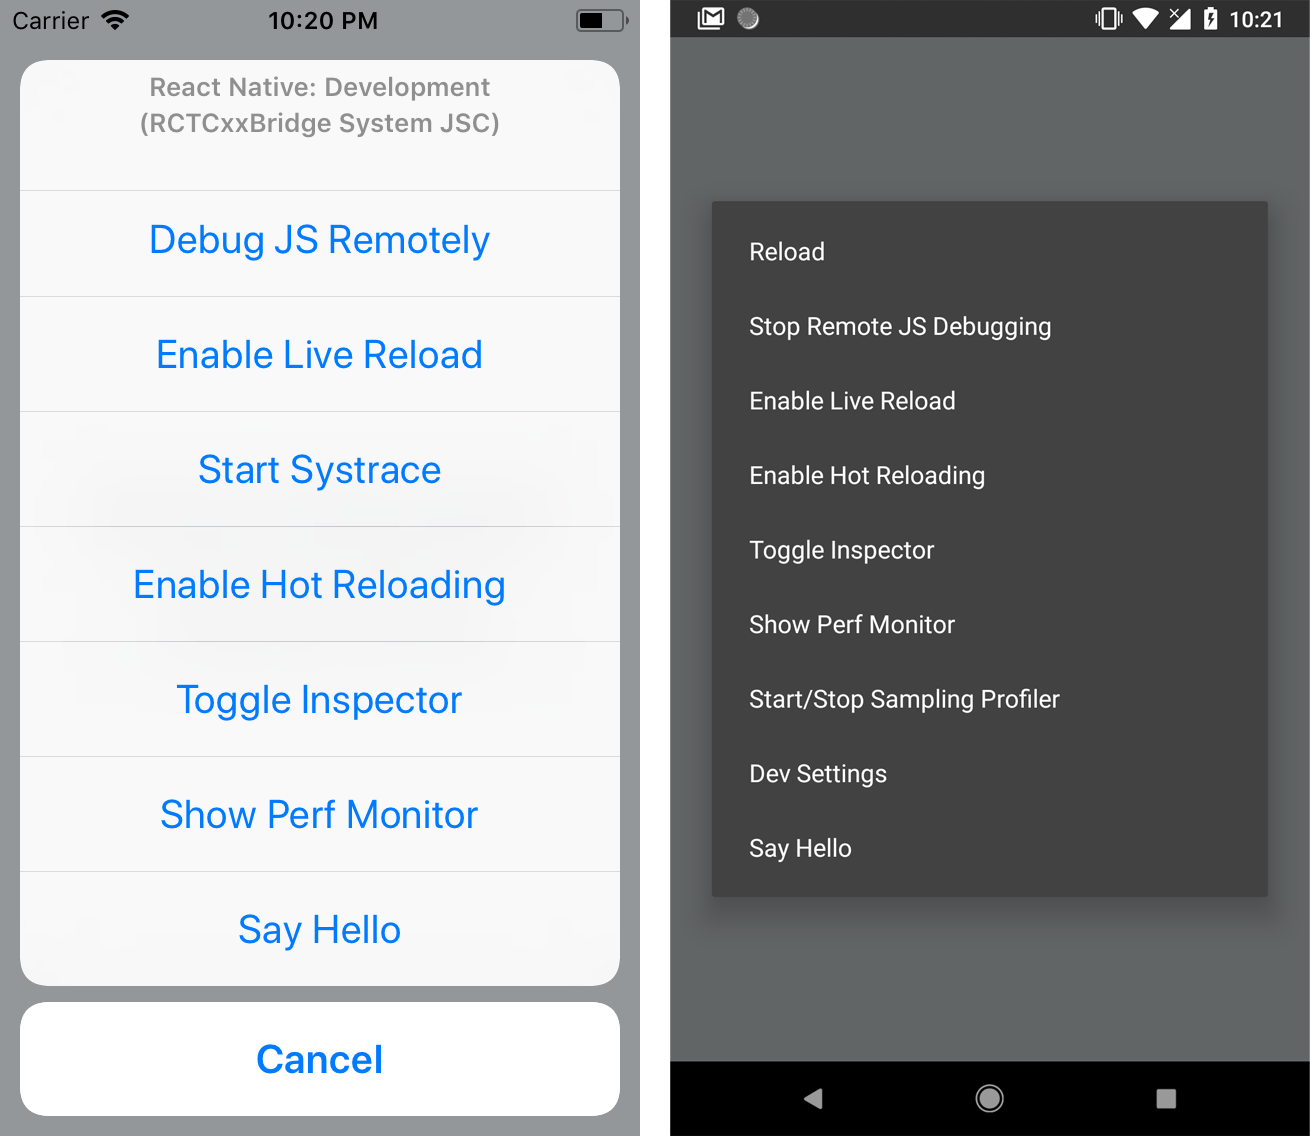 Carrier 10:20 PM
React Native: Development
(RCTCxxBridge System JSC)
Debug JS Remotely
Enable Live Reload
Start Systrace
Enable Hot Reloading
Toggle Inspector
Show Perf Monitor
Say Hello
Cancel
10:21
Reload
Stop Remote JS Debugging
Enable Live Reload
Enable Hot Reloading
Toggle Inspector
Show Perf Monitor
Start/Stop Sampling Profiler
Dev Settings
Say Hello